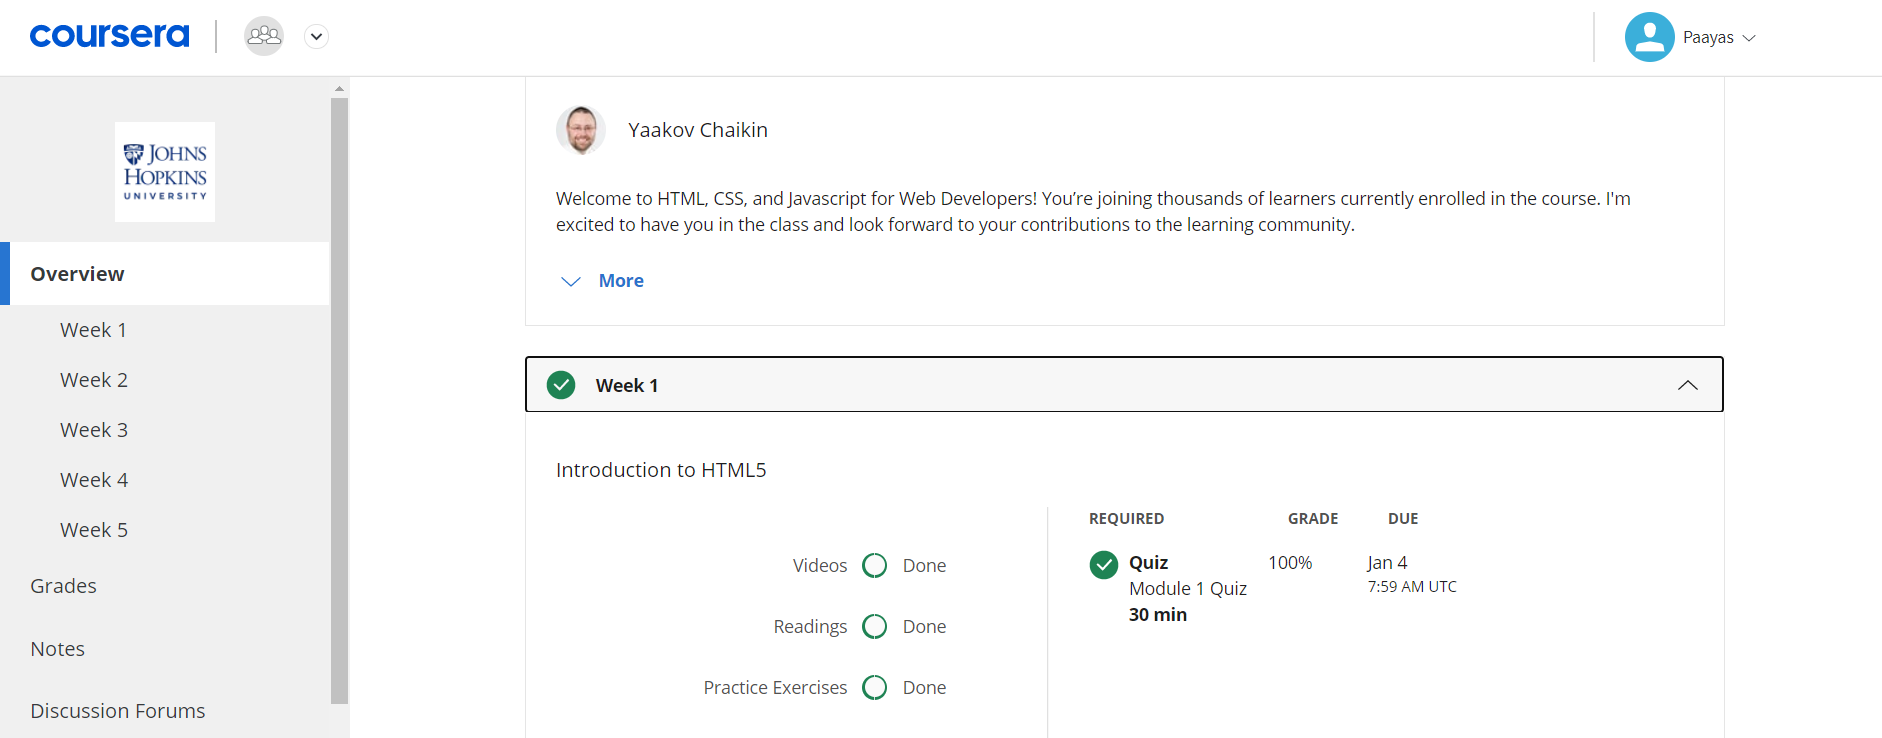 coursera
Paayas
JOHNS
HOPKINS
UNIVERSITY
Overview
Week 1
Week 2
Week 3
Week 4
Week 5
Grades
Notes
Discussion Forums
Yaakov Chaikin
Welcome to HTML, CSS, and Javascript for Web Developers! You’re joining thousands of learners currently enrolled in the course. I'm
excited to have you in the class and look forward to your contributions to the learning community.
More
Week 1
Introduction to HTML5
Videos Done
Readings Done
Practice Exercises Done
REQUIRED GRADE DUE
Quiz 100% Jan 4
Module 1 Quiz 7:59 AM UTC
30 min